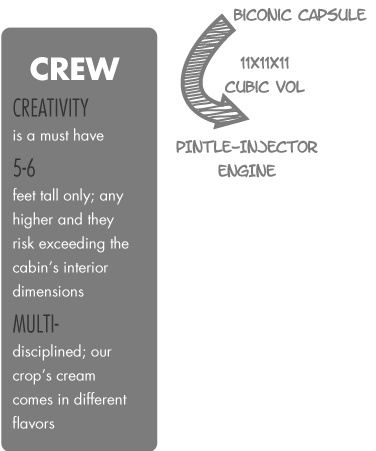 CREW
CREATIVITY
is a must have
5-6
feet tall only; any
higher and they
risk exceeding the
cabin's interior
dimensions
MULTI-
disciplined; our
crop's cream
comes in different
flavors
BICONIC CAPSULE
11X11X11
CUBIC VOL
PINTLE-INJECTOR
ENGINE